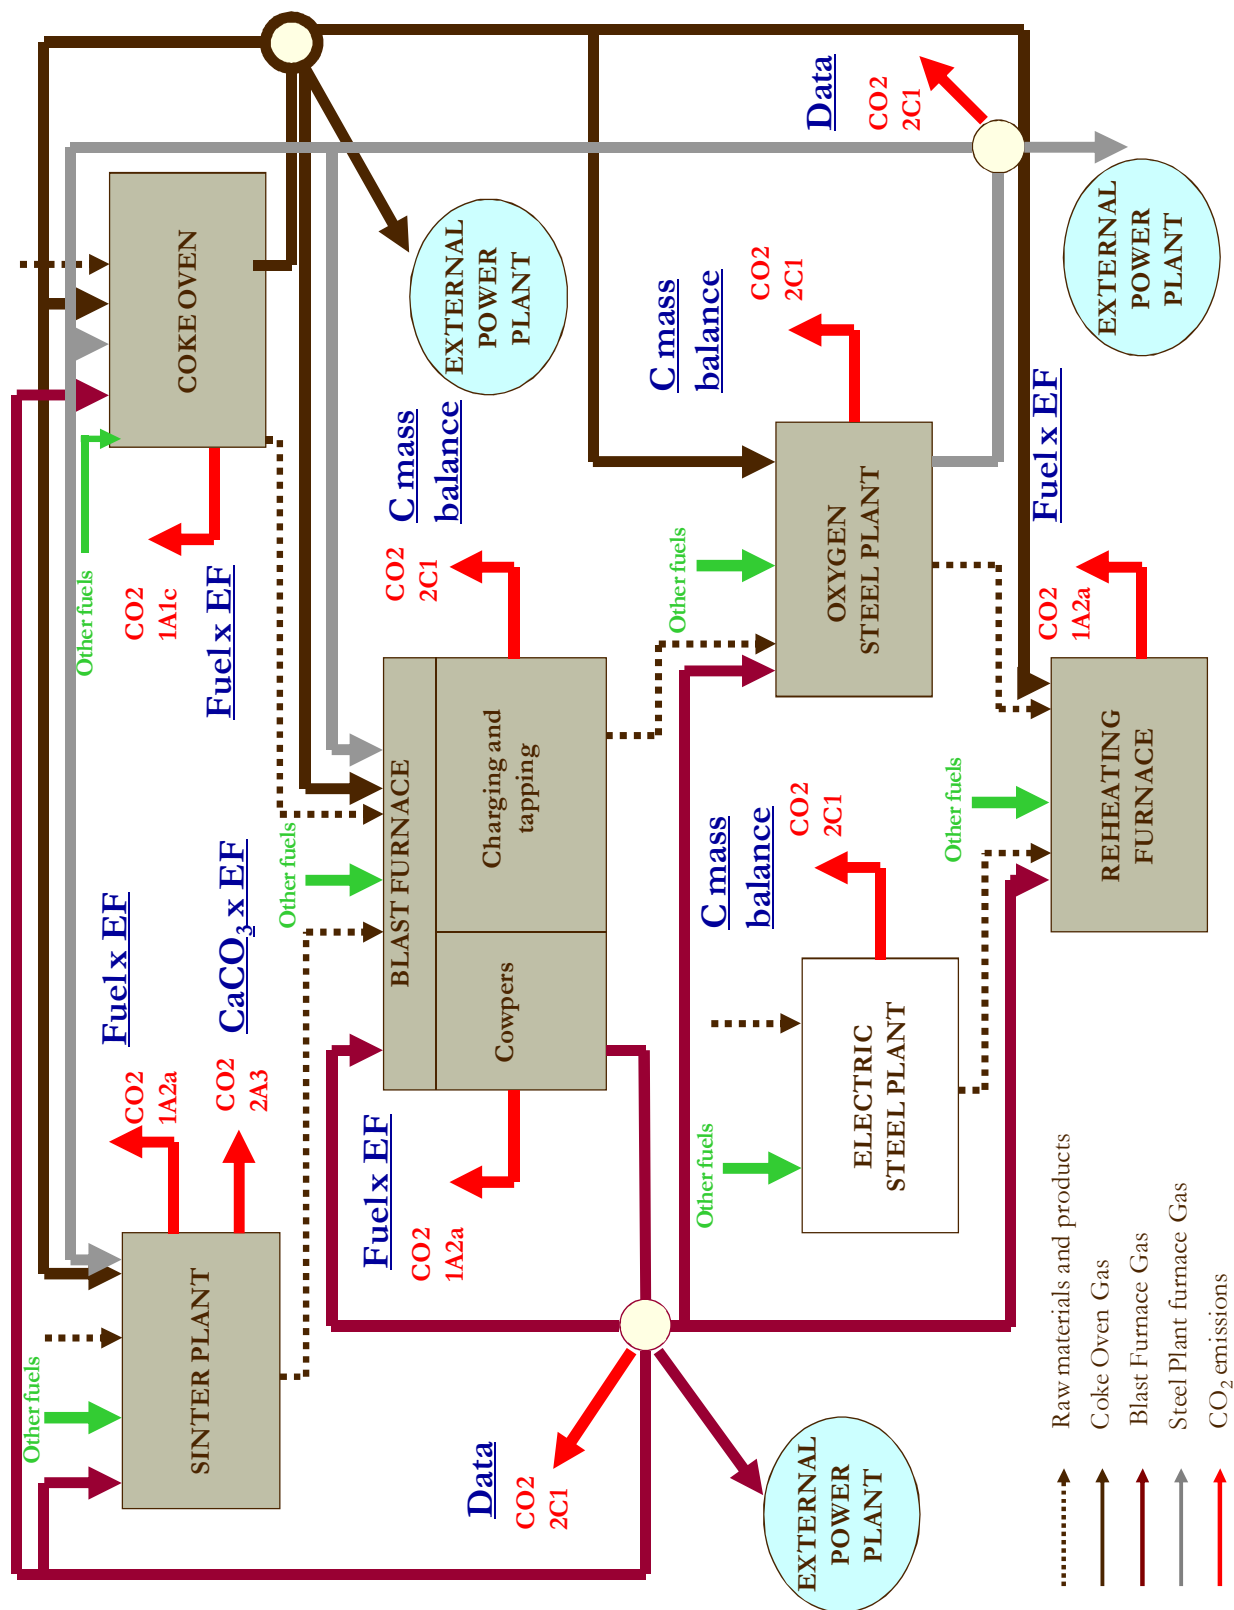 Other fuels
SINTER PLANT
CO2
1A2a
Fuel x EF
CO2
2A3
CaCO3 x EF
Other fuels
CO2
1A1c
Fuel x EF
COKE OVEN
Data
CO2
2C1
Fuel x EF
CO2
1A2a
BLAST FURNACE
Cowpers
Charging and
tapping
Other fuels
CO2
2C1
C mass
balance
EXTERNAL
POWER
PLANT
EXTERNAL
POWER
PLANT
Other fuels
ELECTRIC
STEEL PLANT
C mass
balance
CO2
2C1
Other fuels
OXYGEN
STEEL PLANT
C mass
balance
CO2
2C1
Data
CO2
2C1
Other fuels
REHEATING
FURNACE
CO2
1A2a
Fuel x EF
EXTERNAL
POWER
PLANT
Raw materials and products
Coke Oven Gas
Blast Furnace Gas
Steel Plant furnace Gas
CO2 emissions